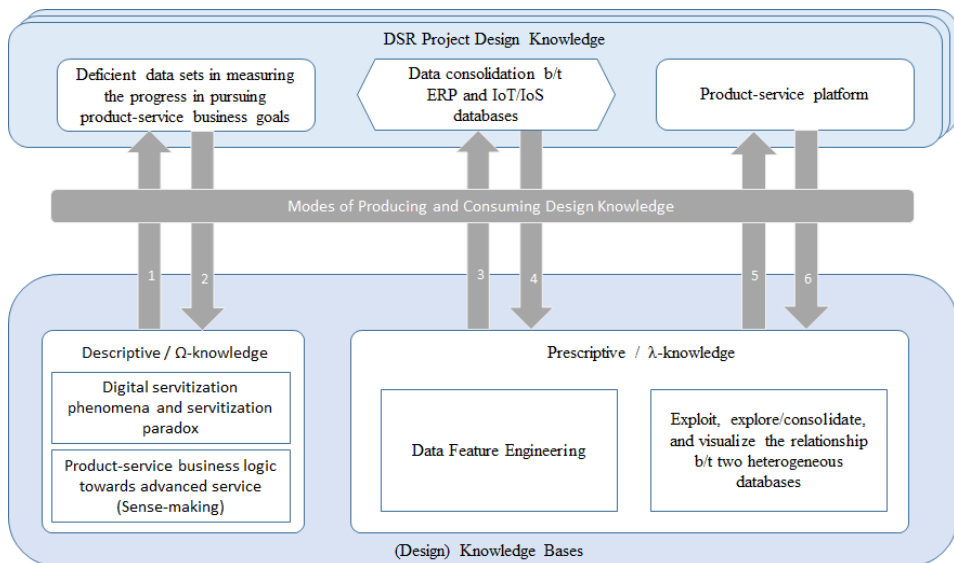 DSR Project Design Knowledge
Deficient data sets in measuring
the progress in pursuing
product-service business goals
Data consolidation b/t
ERP and IoT/IoS
databases
Product-service platform
Modes of Producing and Consuming Design Knowledge
1
2
3
4
5
6
Descriptive / Ω-knowledge
Digital servitization
phenomena and servitization
paradox
Product-service business logic
towards advanced service
(Sense-making)
Prescriptive / λ-knowledge
Data Feature Engineering
Exploit, explore/consolidate,
and visualize the relationship
b/t two heterogeneous
databases
(Design) Knowledge Bases